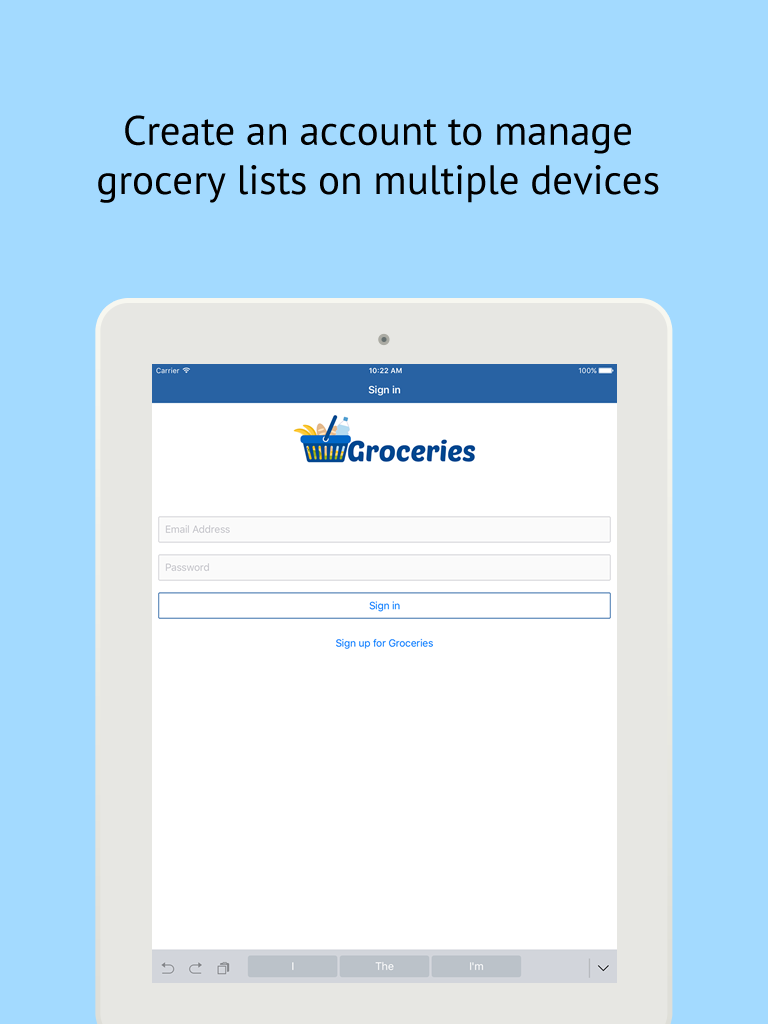 Create an account to manage
grocery lists on multiple devices
Carrier 10:22 AM 100%
Sign in
Groceries
Email Address
Password
Sign in
Sign up for Groceries
I The I'm